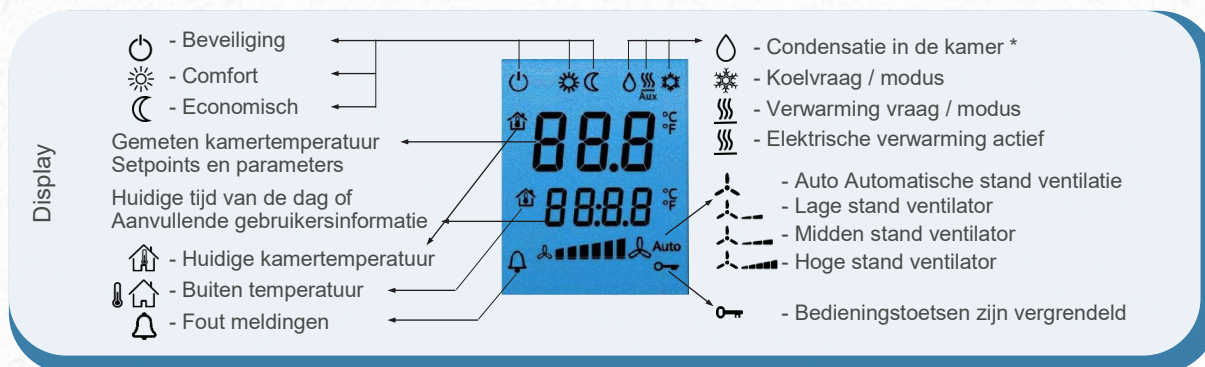 Display
- Beveiliging
- Comfort
- Economisch
Gemeten kamertemperatuur
Setpoints en parameters
Huidige tijd van de dag of
Aanvullende gebruikersinformatie
- Huidige kamertemperatuur
- Buiten temperatuur
- Fout meldingen
Aux
88.8
°C
°F
88:8.8
°C
°F
Auto
- Condensatie in de kamer *
- Koelvraag / modus
- Verwarming vraag / modus
- Elektrische verwarming actief
- Auto Automatische stand ventilatie
- Lage stand ventilator
- Midden stand ventilator
- Hoge stand ventilator
- Bedieningstoetsen zijn vergrendeld